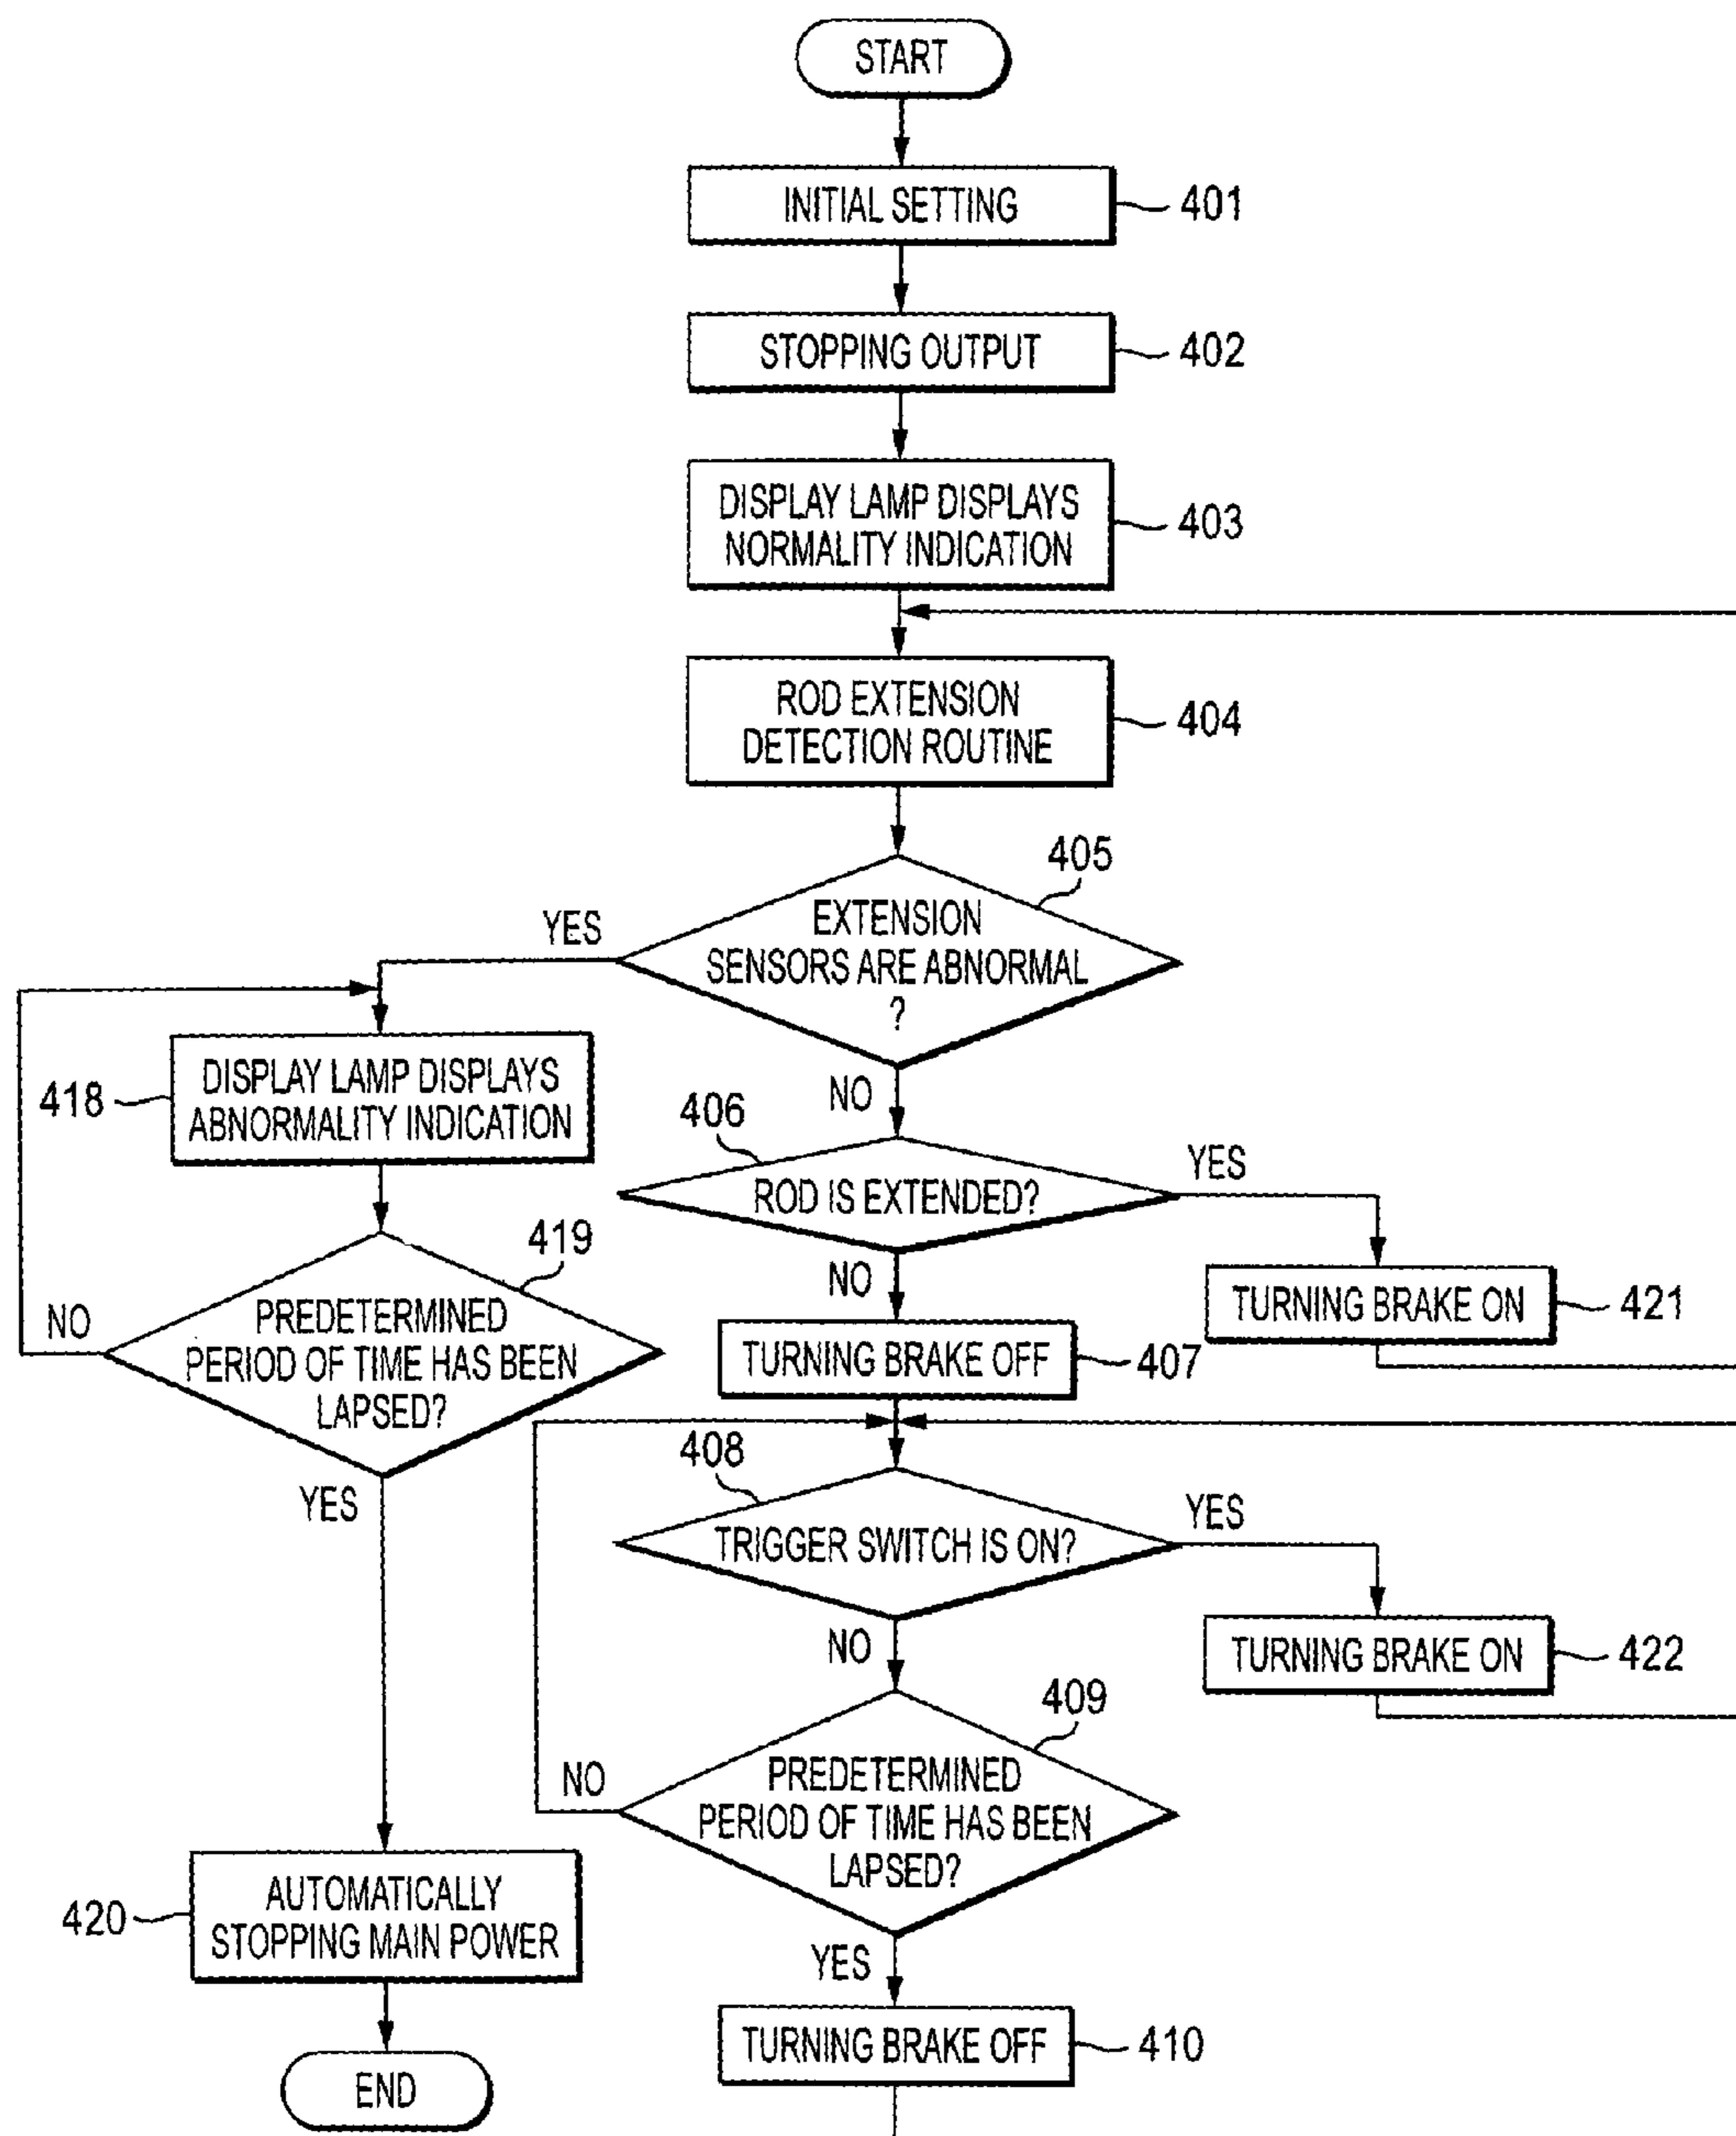 START
INITIAL SETTING
401
STOPPING OUTPUT
402
DISPLAY LAMP DISPLAYS
NORMALITY INDICATION
403
ROD EXTENSION
DETECTION ROUTINE
404
405
EXTENSION
SENSORS ARE ABNORMAL
?
YES
NO
418
DISPLAY LAMP DISPLAYS
ABNORMALITY INDICATION
406
ROD IS EXTENDED?
YES
NO
419
PREDETERMINED
PERIOD OF TIME HAS BEEN
LAPSED?
NO
YES
TURNING BRAKE ON
421
TURNING BRAKE OFF
407
408
TRIGGER SWITCH IS ON?
YES
NO
TURNING BRAKE ON
422
409
PREDETERMINED
PERIOD OF TIME HAS BEEN
LAPSED?
NO
YES
420
AUTOMATICALLY
STOPPING MAIN POWER
TURNING BRAKE OFF
410
END